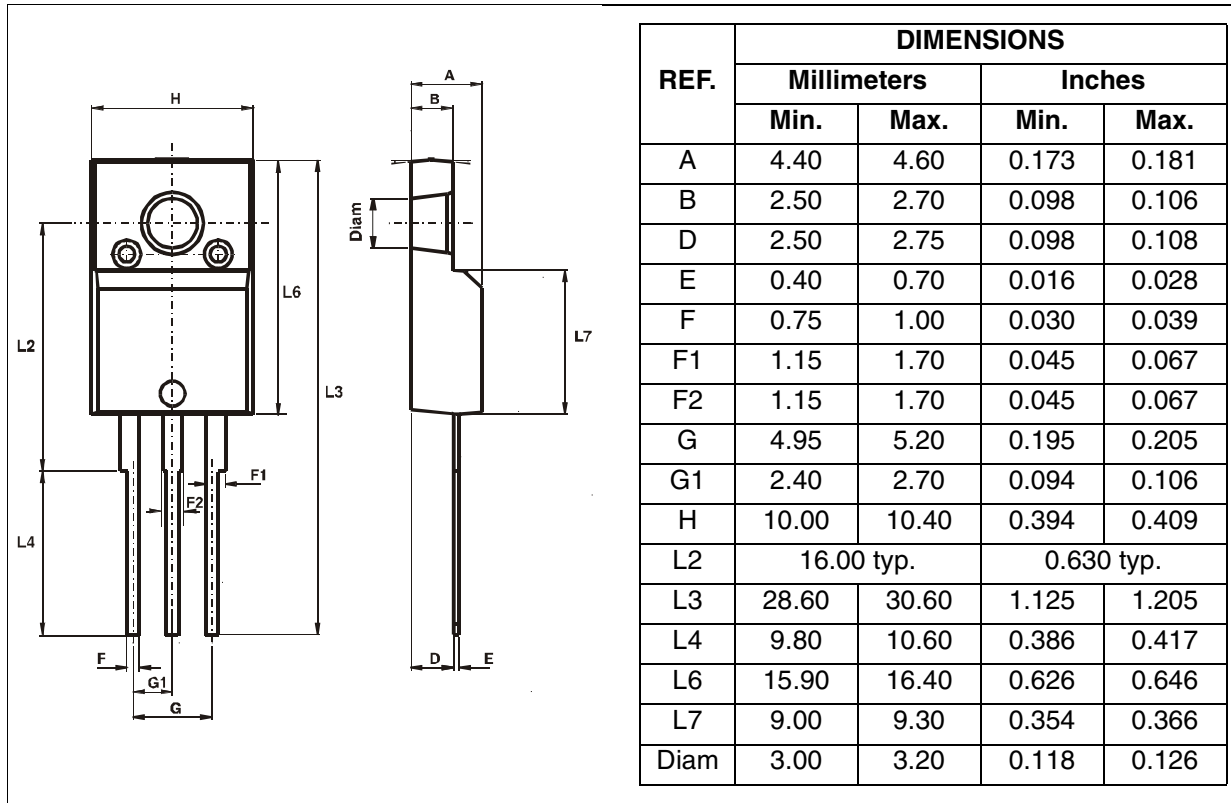 H
L2
L4
L6
L3
F1
F2
F
G1
G
A
B
Diam
L7
D
E
REF. DIMENSIONS
Millimeters Inches
Min. Max. Min. Max.
A 4.40 4.60 0.173 0.181
B 2.50 2.70 0.098 0.106
D 2.50 2.75 0.098 0.108
E 0.40 0.70 0.016 0.028
F 0.75 1.00 0.030 0.039
F1 1.15 1.70 0.045 0.067
F2 1.15 1.70 0.045 0.067
G 4.95 5.20 0.195 0.205
G1 2.40 2.70 0.094 0.106
H 10.00 10.40 0.394 0.409
L2 16.00 typ. 0.630 typ.
L3 28.60 30.60 1.125 1.205
L4 9.80 10.60 0.386 0.417
L6 15.90 16.40 0.626 0.646
L7 9.00 9.30 0.354 0.366
Diam 3.00 3.20 0.118 0.126